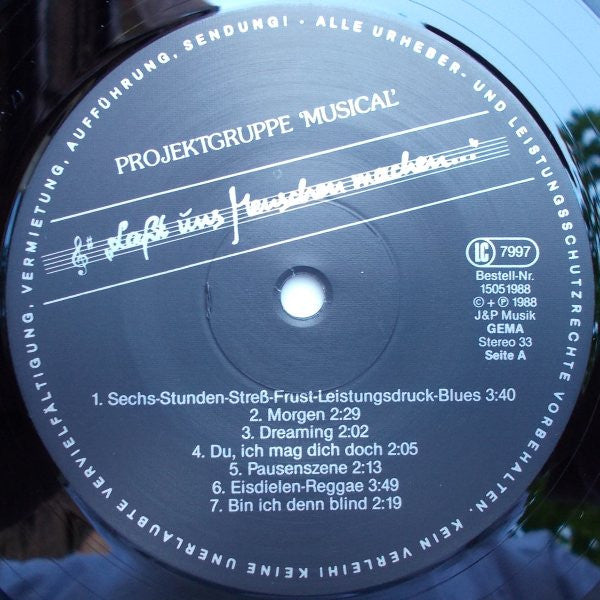 PROJEKTGRUPPE 'MUSICAL'
„Laßt uns Menschen machen..."
LC 7997
Bestell-Nr.
15051988
© + ℗ 1988
J&P Musik
GEMA
Stereo 33
Seite A
1. Sechs-Stunden-Streß-Frust-Leistungsdruck-Blues 3:40
2. Morgen 2:29
3. Dreaming 2:02
4. Du, ich mag dich doch 2:05
5. Pausenszene 2:13
6. Eisdielen-Reggae 3:49
7. Bin ich denn blind 2:19
ALLE URHEBER- UND LEISTUNGSSCHUTZRECHTE VORBEHALTEN. KEIN VERLEIH! KEINE UNERLAUBTE VERVIELFÄLTIGUNG, VERMIETUNG, AUFFÜHRUNG, SENDUNG! ·